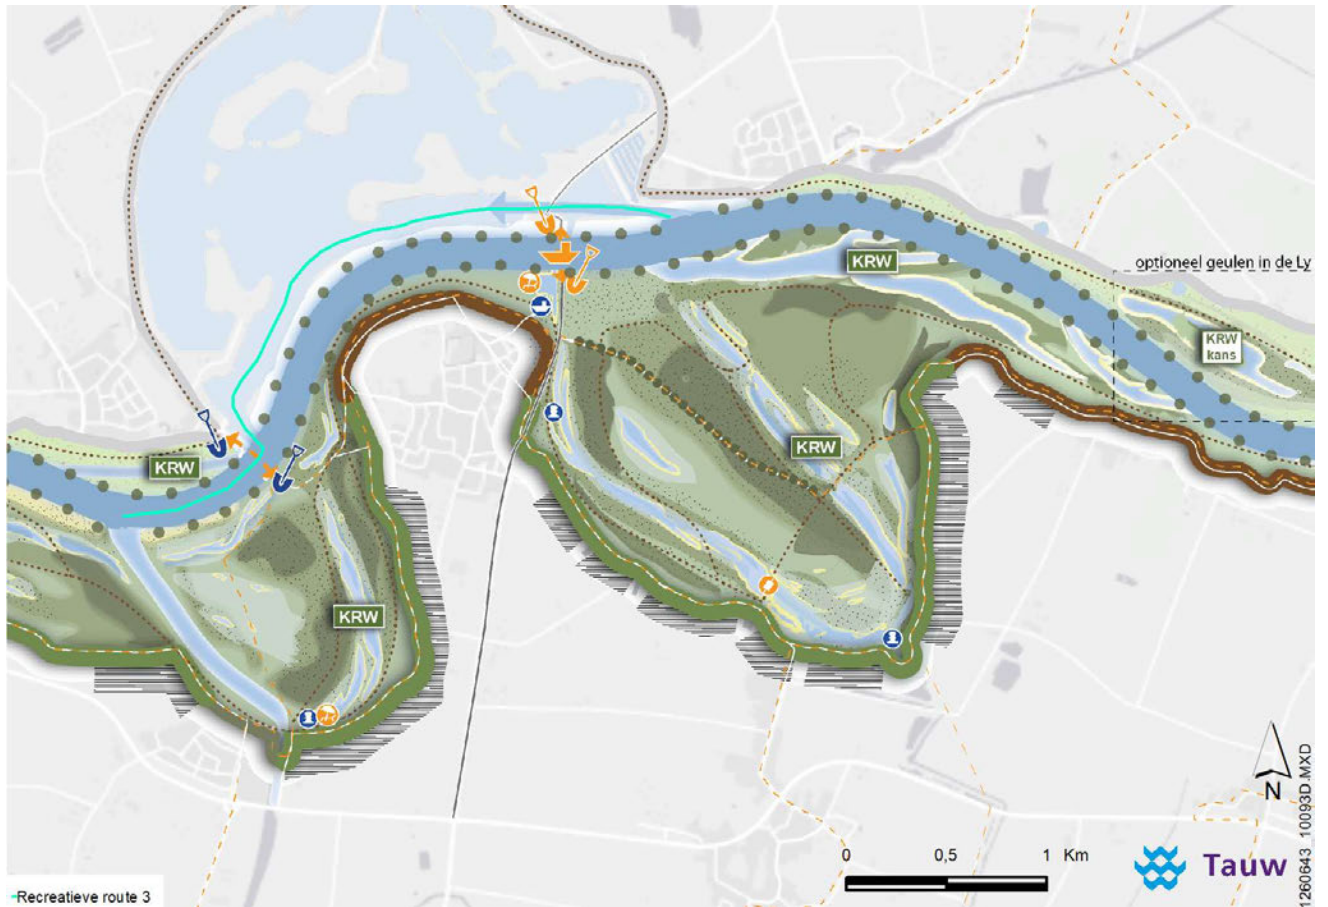 KRW
optioneel geulen in de Ly
KRW
kans
KRW
KRW
KRW
N
0 0,5 1 Km
Tauw
1260643_10093D.MXD
Recreatieve route 3